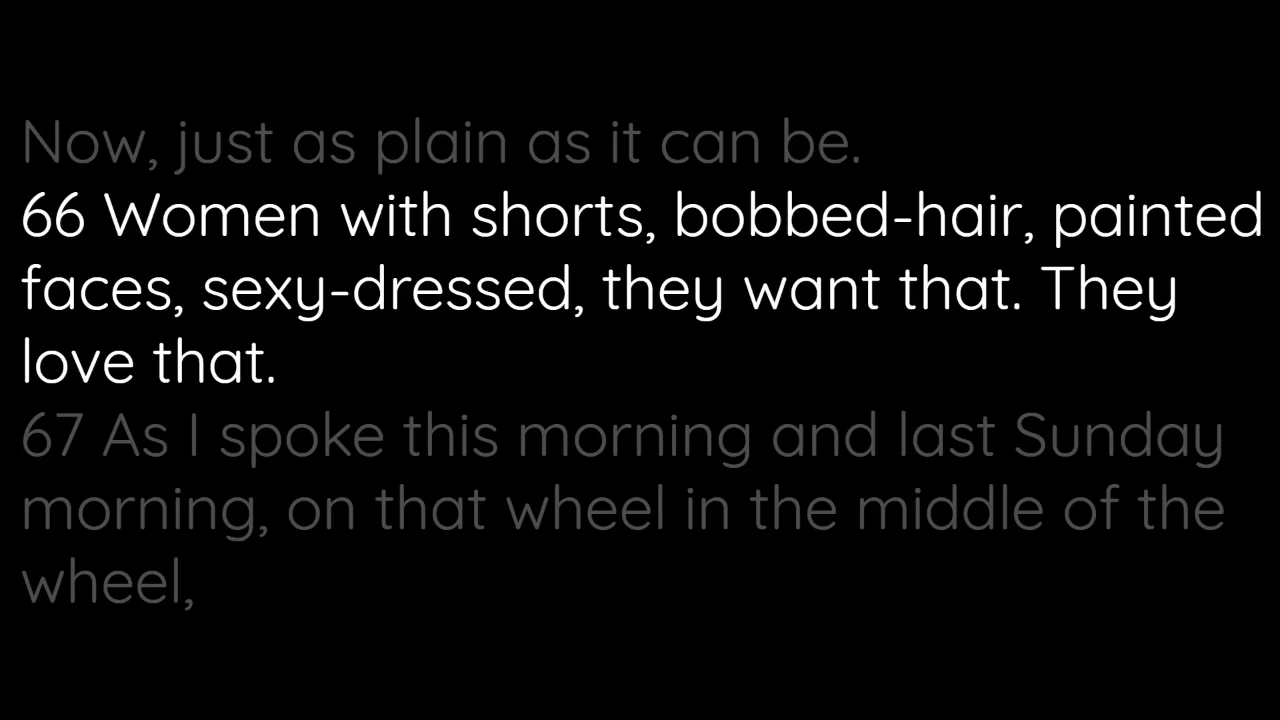 Now, just as plain as it can be.
66 Women with shorts, bobbed-hair, painted
faces, sexy-dressed, they want that. They
love that.
67 As I spoke this morning and last Sunday
morning, on that wheel in the middle of the
wheel,